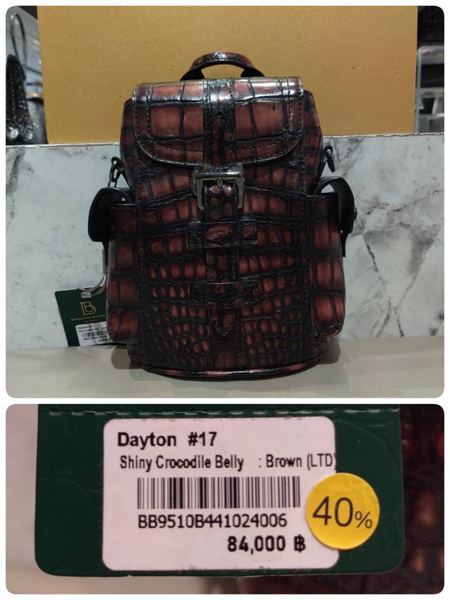 Dayton #17
Shiny Crocodile Belly : Brown (LTD)
BB9510B441024006
84,000 ฿
40%